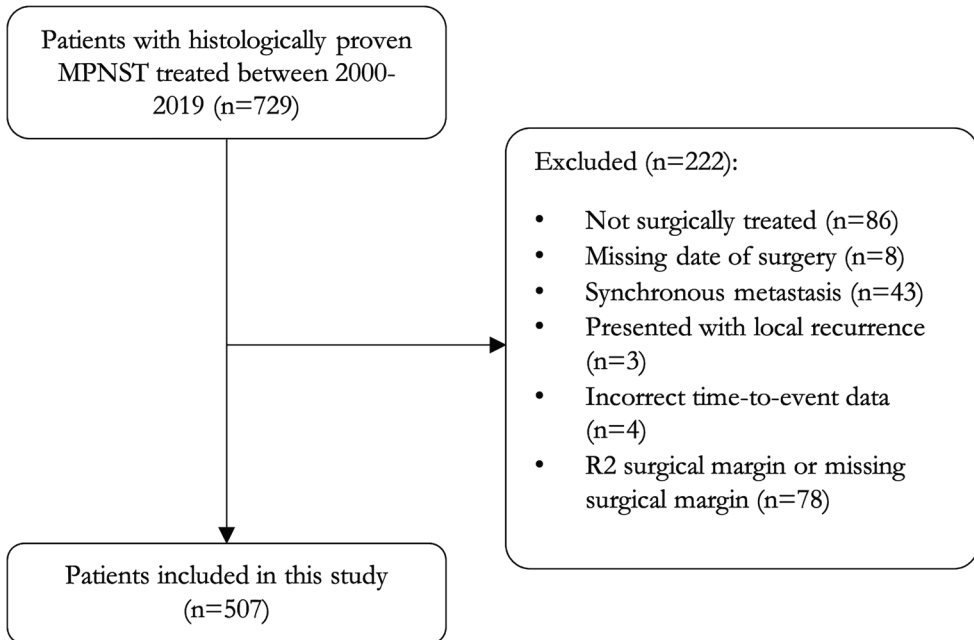 Patients with histologically proven
MPNST treated between 2000-
2019 (n=729)
Excluded (n=222):
• Not surgically treated (n=86)
• Missing date of surgery (n=8)
• Synchronous metastasis (n=43)
• Presented with local recurrence
(n=3)
• Incorrect time-to-event data
(n=4)
• R2 surgical margin or missing
surgical margin (n=78)
Patients included in this study
(n=507)